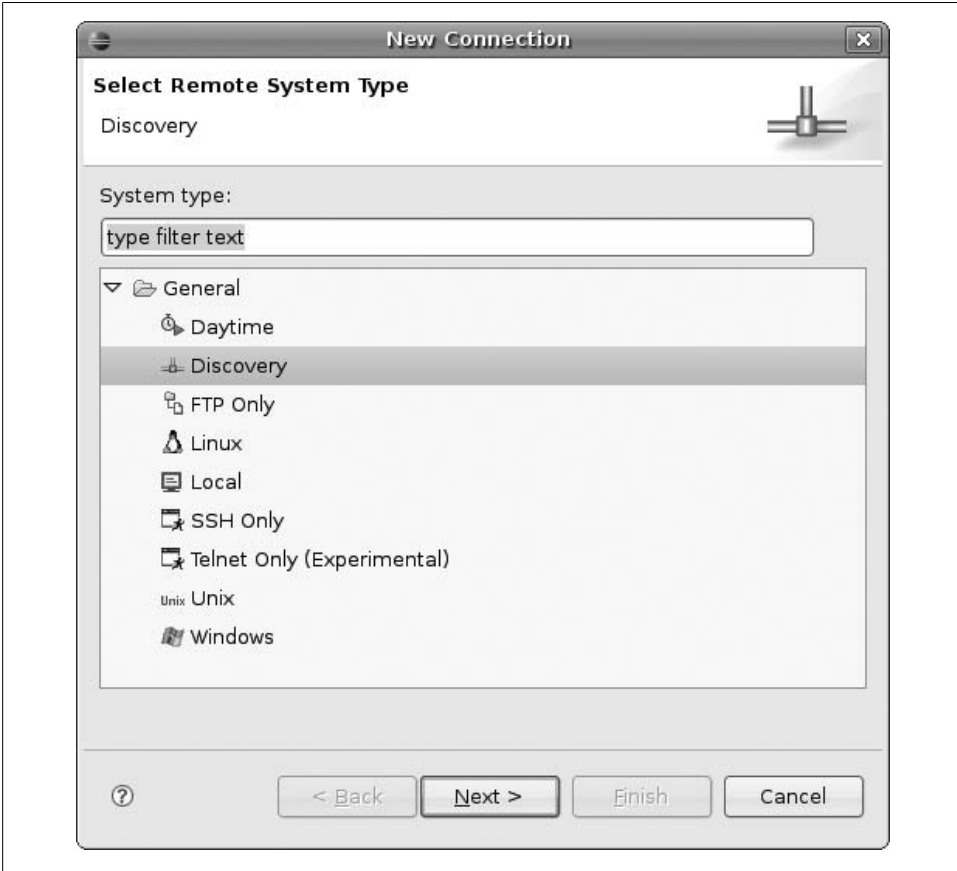 New Connection
Select Remote System Type
Discovery
System type:
type filter text
General
Daytime
Discovery
FTP Only
Linux
Local
SSH Only
Telnet Only (Experimental)
Unix Unix
Windows
< Back Next > Finish Cancel